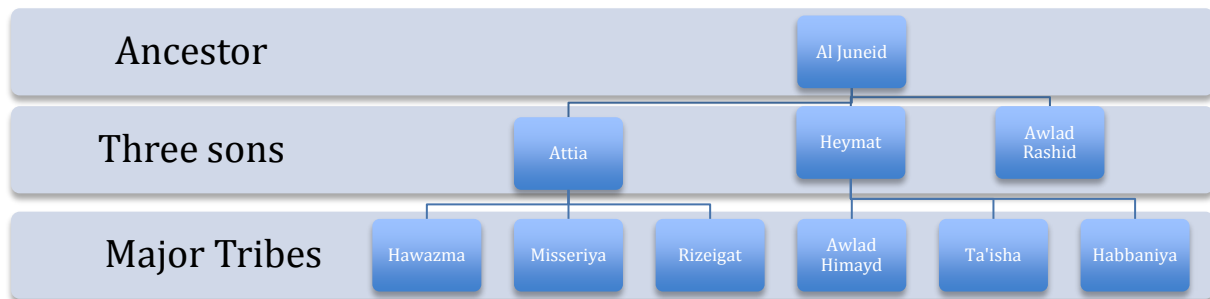 Ancestor
Al Juneid
Three sons
Attia
Heymat
Awlad
Rashid
Major Tribes
Hawazma
Misseriya
Rizeigat
Awlad
Himayd
Ta'isha
Habbaniya